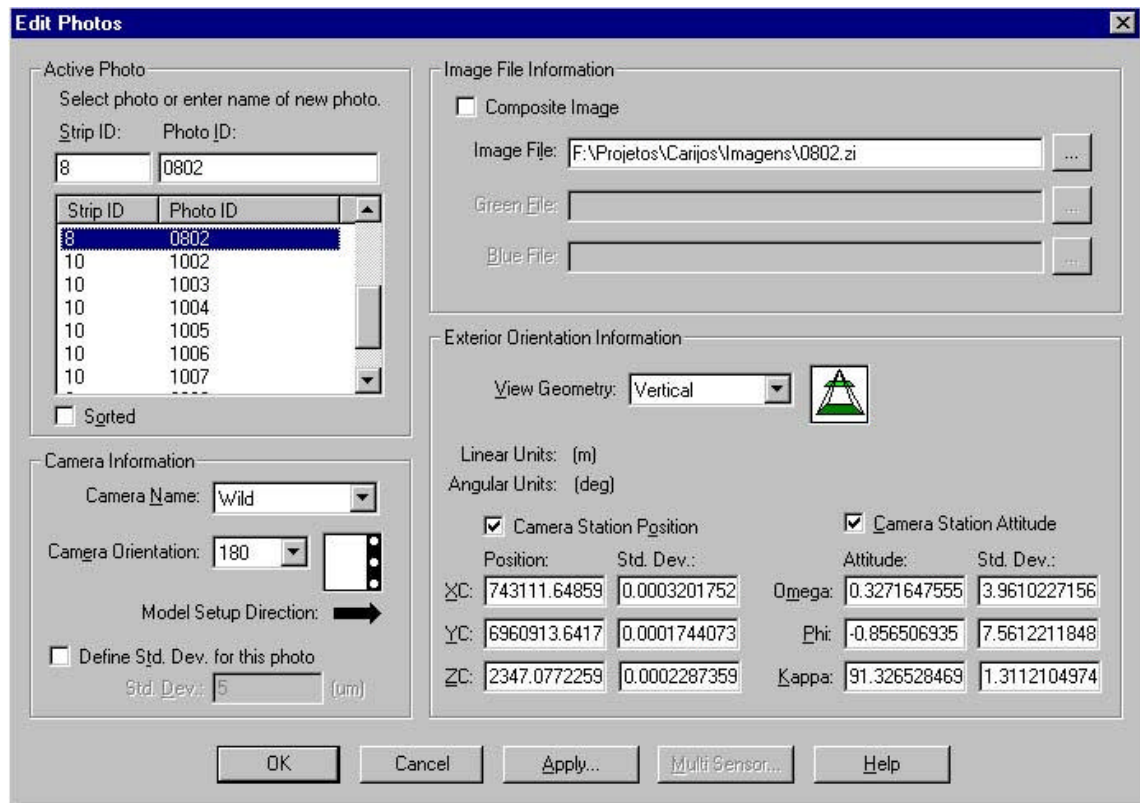 Edit Photos
Active Photo
Select photo or enter name of new photo.
Strip ID: Photo ID:
8 0802
Strip ID Photo ID
8 0802
10 1002
10 1003
10 1004
10 1005
10 1006
10 1007
Sorted
Camera Information
Camera Name: Wild
Camera Orientation: 180
Model Setup Direction:
Define Std. Dev. for this photo
Std. Dev.: 5 (um)
Image File Information
Composite Image
Image File: F:\Projetos\Carijos\Imagens\0802.zi ...
Green File: ...
Blue File: ...
Exterior Orientation Information
View Geometry: Vertical
Linear Units: (m)
Angular Units: (deg)
Camera Station Position
Position: Std. Dev.:
XC: 743111.64859 0.0003201752
YC: 6960913.6417 0.0001744073
ZC: 2347.0772259 0.0002287359
Camera Station Attitude
Attitude: Std. Dev.:
Omega: 0.3271647555 3.9610227156
Phi: -0.856506935 7.5612211848
Kappa: 91.326528469 1.3112104974
OK Cancel Apply... Multi Sensor... Help